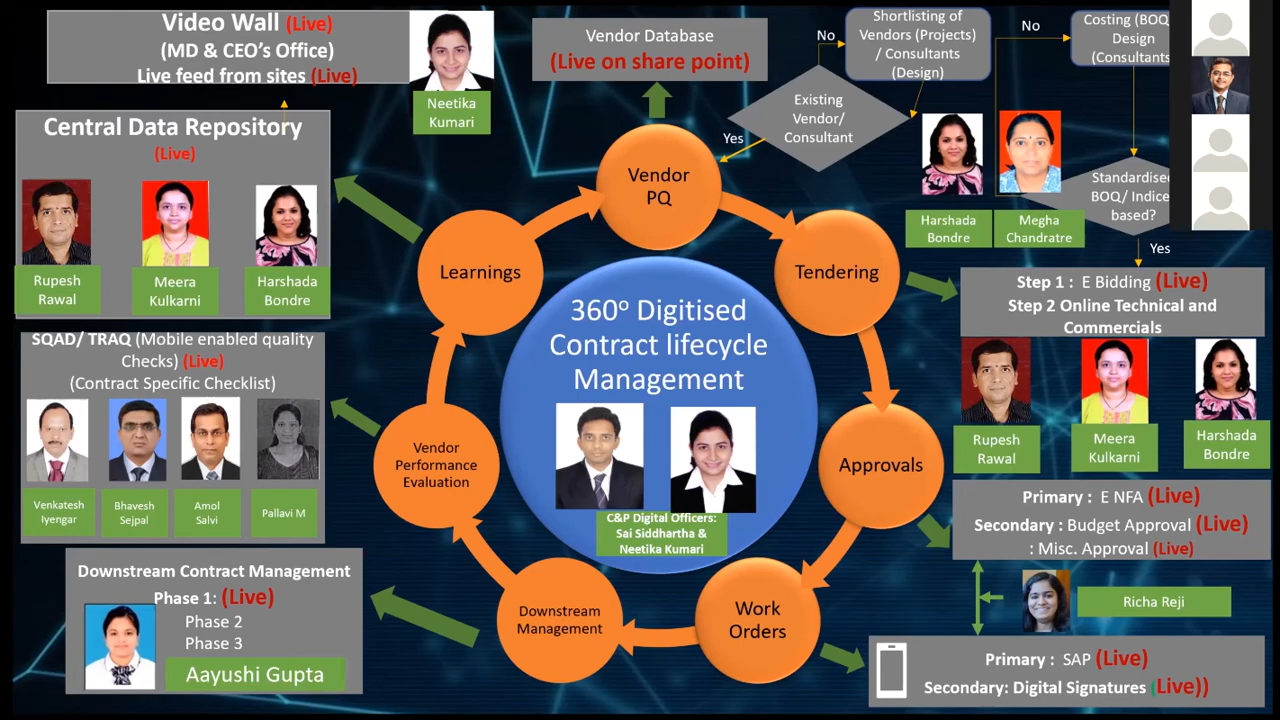 Video Wall (Live)
(MD & CEO's Office)
Live feed from sites (Live)
Neetika
Kumari
Vendor Database
(Live on share point)
No
Shortlisting of
Vendors (Projects)
/ Consultants
(Design)
No
Costing (BOQ
Design
(Consultants
Existing
Vendor/
Consultant
Yes
Central Data Repository
(Live)
Rupesh
Rawal
Meera
Kulkarni
Harshada
Bondre
Vendor
PQ
Harshada
Bondre
Megha
Chandratre
Standardise
BOQ/ Indice
based?
Yes
Learnings
Tendering
Step 1 : E Bidding (Live)
Step 2 Online Technical and
Commercials
360o Digitised
Contract lifecycle
Management
SQAD/ TRAQ (Mobile enabled quality
Checks) (Live)
(Contract Specific Checklist)
Venkatesh
Iyengar
Bhavesh
Sejpal
Amol
Salvi
Pallavi M
Rupesh
Rawal
Meera
Kulkarni
Harshada
Bondre
Vendor
Performance
Evaluation
Approvals
C&P Digital Officers:
Sai Siddhartha &
Neetika Kumari
Primary : E NFA (Live)
Secondary : Budget Approval (Live)
: Misc. Approval (Live)
Richa Reji
Downstream Contract Management
Phase 1: (Live)
Phase 2
Phase 3
Aayushi Gupta
Downstream
Management
Work
Orders
Primary : SAP (Live)
Secondary: Digital Signatures (Live))